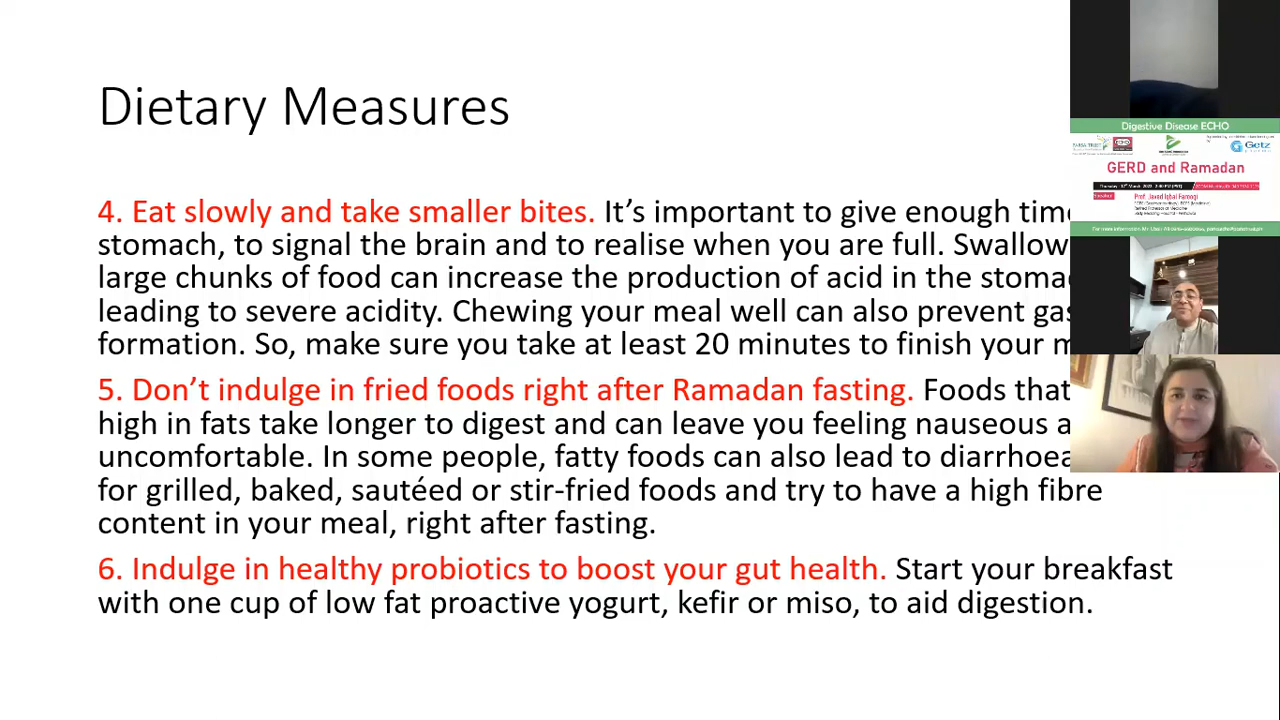 Dietary Measures
4. Eat slowly and take smaller bites. It’s important to give enough time
stomach, to signal the brain and to realise when you are full. Swallow
large chunks of food can increase the production of acid in the stoma
leading to severe acidity. Chewing your meal well can also prevent gas
formation. So, make sure you take at least 20 minutes to finish your m
5. Don’t indulge in fried foods right after Ramadan fasting. Foods that
high in fats take longer to digest and can leave you feeling nauseous a
uncomfortable. In some people, fatty foods can also lead to diarrhoea
for grilled, baked, sautéed or stir-fried foods and try to have a high fibre
content in your meal, right after fasting.
6. Indulge in healthy probiotics to boost your gut health. Start your breakfast
with one cup of low fat proactive yogurt, kefir or miso, to aid digestion.
Digestive Disease ECHO
Getz
GERD and Ramadan
Prof. Javed Iqbal Farooqi